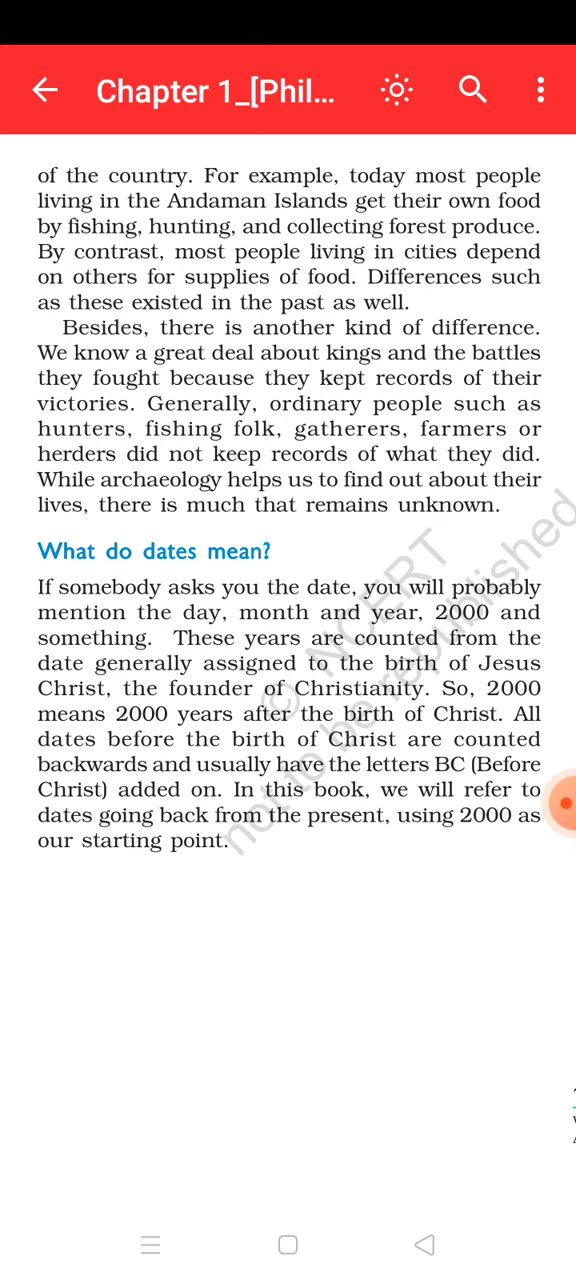 Chapter 1_[Phil...
of the country. For example, today most people
living in the Andaman Islands get their own food
by fishing, hunting, and collecting forest produce.
By contrast, most people living in cities depend
on others for supplies of food. Differences such
as these existed in the past as well.
Besides, there is another kind of difference.
We know a great deal about kings and the battles
they fought because they kept records of their
victories. Generally, ordinary people such as
hunters, fishing folk, gatherers, farmers or
herders did not keep records of what they did.
While archaeology helps us to find out about their
lives, there is much that remains unknown.
What do dates mean?
If somebody asks you the date, you will probably
mention the day, month and year, 2000 and
something. These years are counted from the
date generally assigned to the birth of Jesus
Christ, the founder of Christianity. So, 2000
means 2000 years after the birth of Christ. All
dates before the birth of Christ are counted
backwards and usually have the letters BC (Before
Christ) added on. In this book, we will refer to
dates going back from the present, using 2000 as
our starting point.
© NCERT
not to be republished